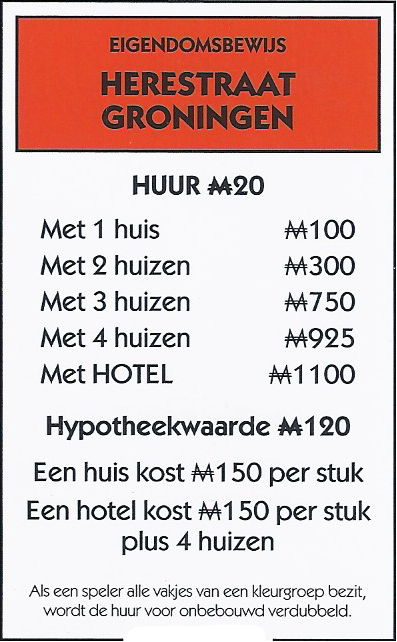 EIGENDOMSBEWIJS
HERESTRAAT
GRONINGEN
HUUR ₩20
Met 1 huis ₩100
Met 2 huizen ₩300
Met 3 huizen ₩750
Met 4 huizen ₩925
Met HOTEL ₩1100
Hypotheekwaarde ₩120
Een huis kost ₩150 per stuk
Een hotel kost ₩150 per stuk
plus 4 huizen
Als een speler alle vakjes van een kleurgroep bezit,
wordt de huur voor onbebouwd verdubbeld.